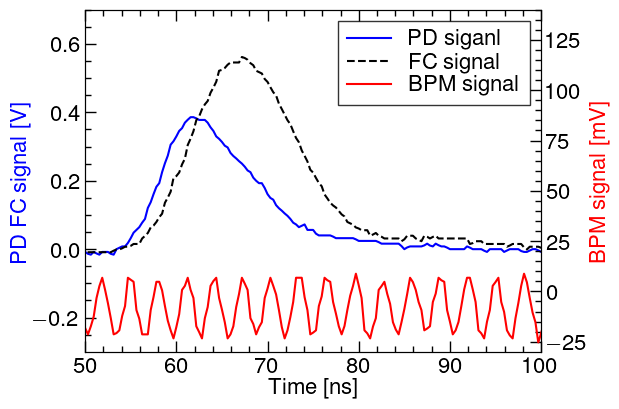 PD siganl
FC signal
BPM signal
PD FC signal [V]
0.6
0.4
0.2
0.0
−0.2
125
100
75
50
25
0
−25
BPM signal [mV]
50 60 70 80 90 100
Time [ns]